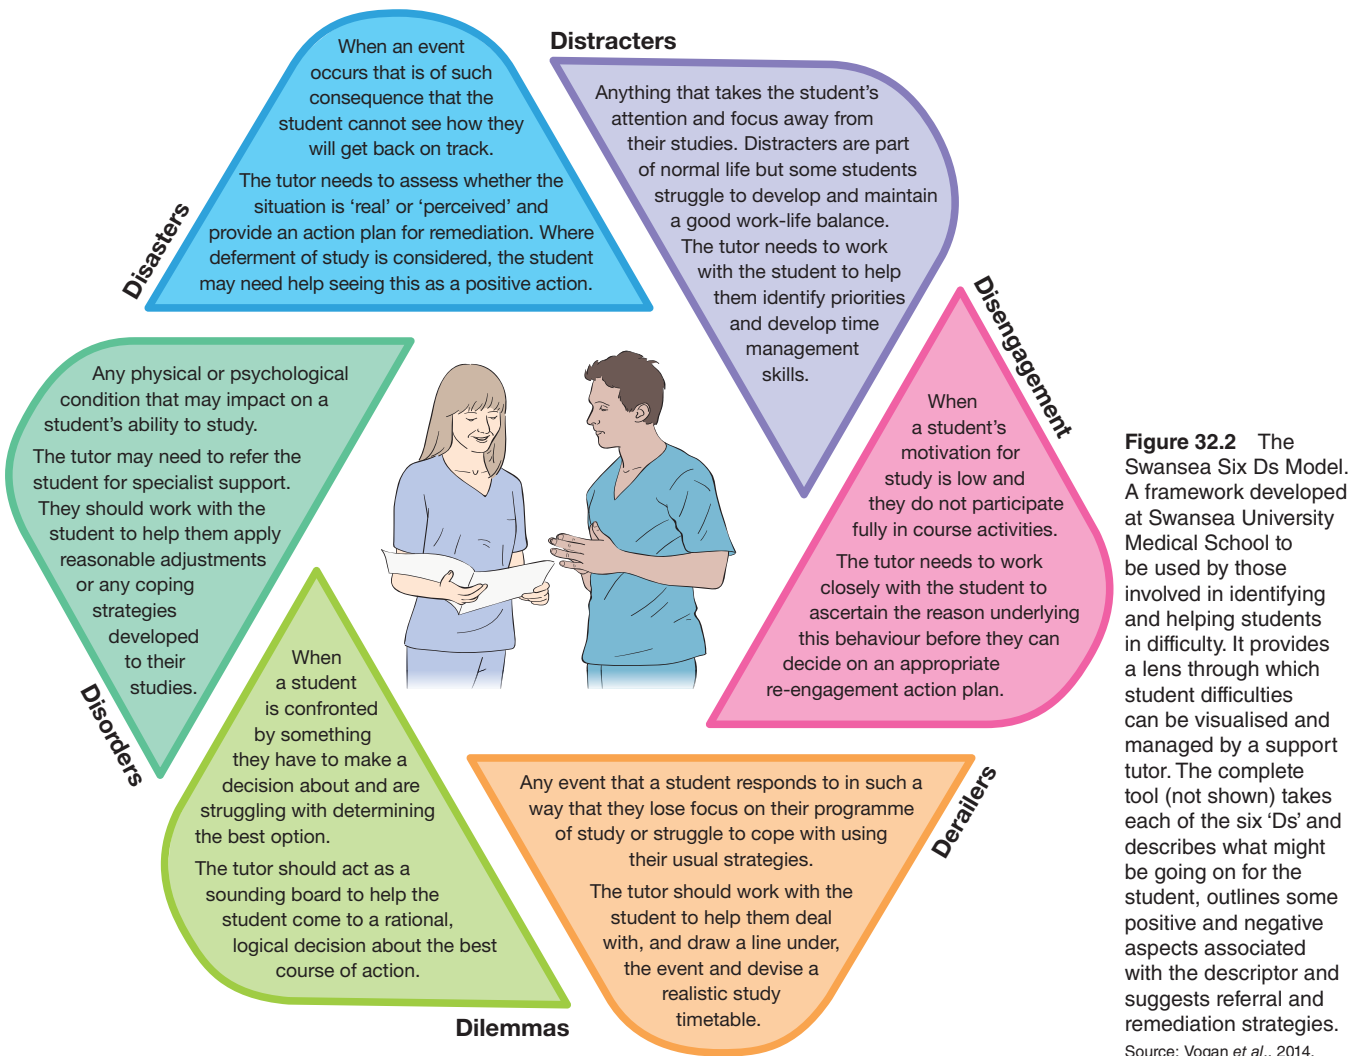 Disasters
When an event
occurs that is of such
consequence that the
student cannot see how they
will get back on track.
The tutor needs to assess whether the
situation is ‘real’ or ‘perceived’ and
provide an action plan for remediation. Where
deferment of study is considered, the student
may need help seeing this as a positive action.
Distracters
Anything that takes the student’s
attention and focus away from
their studies. Distracters are part
of normal life but some students
struggle to develop and maintain
a good work-life balance.
The tutor needs to work
with the student to help
them identify priorities
and develop time
management
skills.
Disengagement
When
a student’s
motivation for
study is low and
they do not participate
fully in course activities.
The tutor needs to work
closely with the student to
ascertain the reason underlying
this behaviour before they can
decide on an appropriate
re-engagement action plan.
Derailers
Any event that a student responds to in such a
way that they lose focus on their programme
of study or struggle to cope with using
their usual strategies.
The tutor should work with the
student to help them deal
with, and draw a line under,
the event and devise a
realistic study
timetable.
Dilemmas
When
a student
is confronted
by something
they have to make a
decision about and are
struggling with determining
the best option.
The tutor should act as a
sounding board to help the
student come to a rational,
logical decision about the best
course of action.
Disorders
Any physical or psychological
condition that may impact on a
student’s ability to study.
The tutor may need to refer the
student for specialist support.
They should work with the
student to help them apply
reasonable adjustments
or any coping
strategies
developed
to their
studies.
Figure 32.2 The
Swansea Six Ds Model.
A framework developed
at Swansea University
Medical School to
be used by those
involved in identifying
and helping students
in difficulty. It provides
a lens through which
student difficulties
can be visualised and
managed by a support
tutor. The complete
tool (not shown) takes
each of the six ‘Ds’ and
describes what might
be going on for the
student, outlines some
positive and negative
aspects associated
with the descriptor and
suggests referral and
remediation strategies.
Source: Vogan et al., 2014.